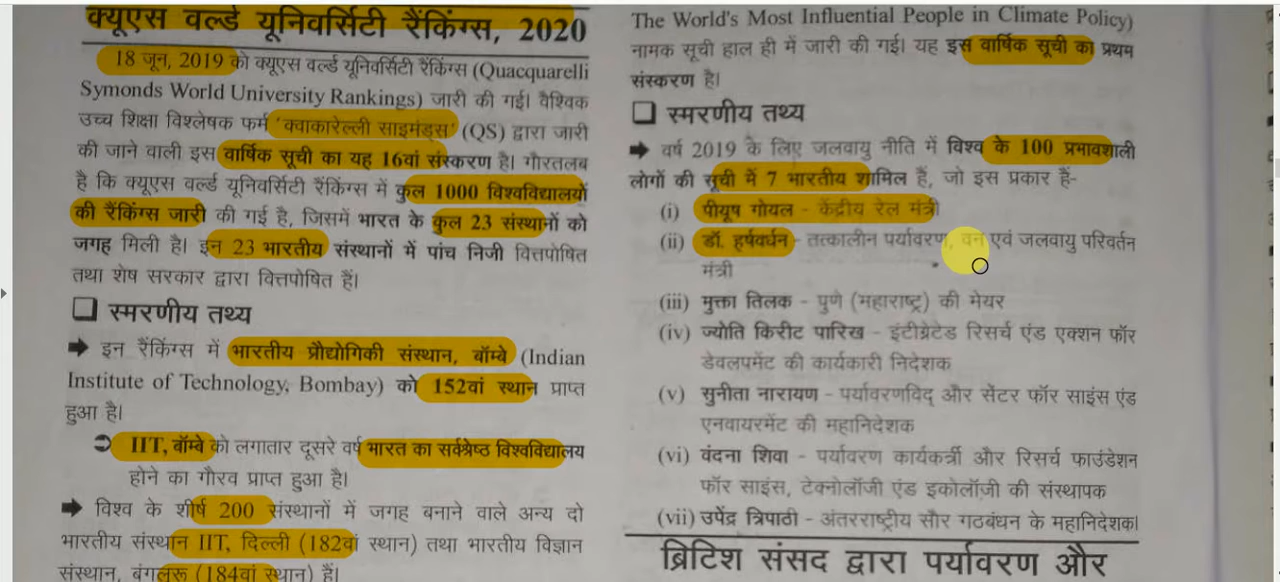 क्यूएस वर्ल्ड यूनिवर्सिटी रैंकिंग्स, 2020
18 जून, 2019 को क्यूएस वर्ल्ड यूनिवर्सिटी रैंकिंग्स (Quacquarelli
Symonds World University Rankings) जारी की गई। वैश्विक
उच्च शिक्षा विश्लेषक फर्म 'क्वाकारेल्ली साइमंड्स' (QS) द्वारा जारी
की जाने वाली इस वार्षिक सूची का यह 16वां संस्करण है। गौरतलब
है कि क्यूएस वर्ल्ड यूनिवर्सिटी रैंकिंग्स में कुल 1000 विश्वविद्यालयों
की रैंकिंग्स जारी की गई है, जिसमें भारत के कुल 23 संस्थानों को
जगह मिली है। इन 23 भारतीय संस्थानों में पांच निजी वित्तपोषित
तथा शेष सरकार द्वारा वित्तपोषित हैं।
❑ स्मरणीय तथ्य
➡ इन रैंकिंग्स में भारतीय प्रौद्योगिकी संस्थान, बॉम्बे (Indian
Institute of Technology, Bombay) को 152वां स्थान प्राप्त
हुआ है।
➲ IIT, बॉम्बे को लगातार दूसरे वर्ष भारत का सर्वश्रेष्ठ विश्वविद्यालय
होने का गौरव प्राप्त हुआ है।
➡ विश्व के शीर्ष 200 संस्थानों में जगह बनाने वाले अन्य दो
भारतीय संस्थान IIT, दिल्ली (182वां स्थान) तथा भारतीय विज्ञान
संस्थान, बंगलुरू (184वां स्थान) हैं।
The World's Most Influential People in Climate Policy)
नामक सूची हाल ही में जारी की गई। यह इस वार्षिक सूची का प्रथम
संस्करण है।
❑ स्मरणीय तथ्य
➡ वर्ष 2019 के लिए जलवायु नीति में विश्व के 100 प्रभावशाली
लोगों की सूची में 7 भारतीय शामिल हैं, जो इस प्रकार हैं-
(i) पीयूष गोयल - केंद्रीय रेल मंत्री
(ii) डॉ. हर्षवर्धन - तत्कालीन पर्यावरण, वन एवं जलवायु परिवर्तन
मंत्री
(iii) मुक्ता तिलक - पुणे (महाराष्ट्र) की मेयर
(iv) ज्योति किरीट पारिख - इंटीग्रेटेड रिसर्च एंड एक्शन फॉर
डेवलपमेंट की कार्यकारी निदेशक
(v) सुनीता नारायण - पर्यावरणविद् और सेंटर फॉर साइंस एंड
एनवायरमेंट की महानिदेशक
(vi) वंदना शिवा - पर्यावरण कार्यकर्त्री और रिसर्च फाउंडेशन
फॉर साइंस, टेक्नोलॉजी एंड इकोलॉजी की संस्थापक
(vii) उपेंद्र त्रिपाठी - अंतरराष्ट्रीय सौर गठबंधन के महानिदेशक।
ब्रिटिश संसद द्वारा पर्यावरण और